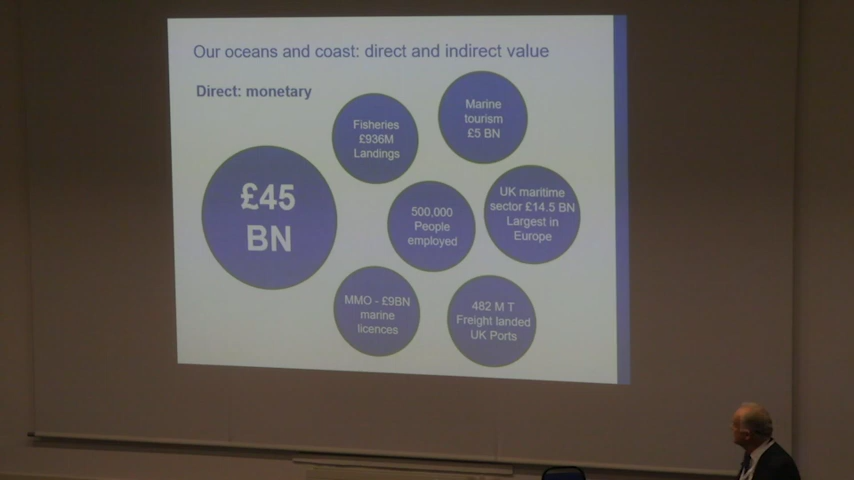 Our oceans and coast: direct and indirect value
Direct: monetary
£45
BN
Fisheries
£936M
Landings
Marine
tourism
£5 BN
500,000
People
employed
UK maritime
sector £14.5 BN
Largest in
Europe
MMO - £9BN
marine
licences
482 M T
Freight landed
UK Ports